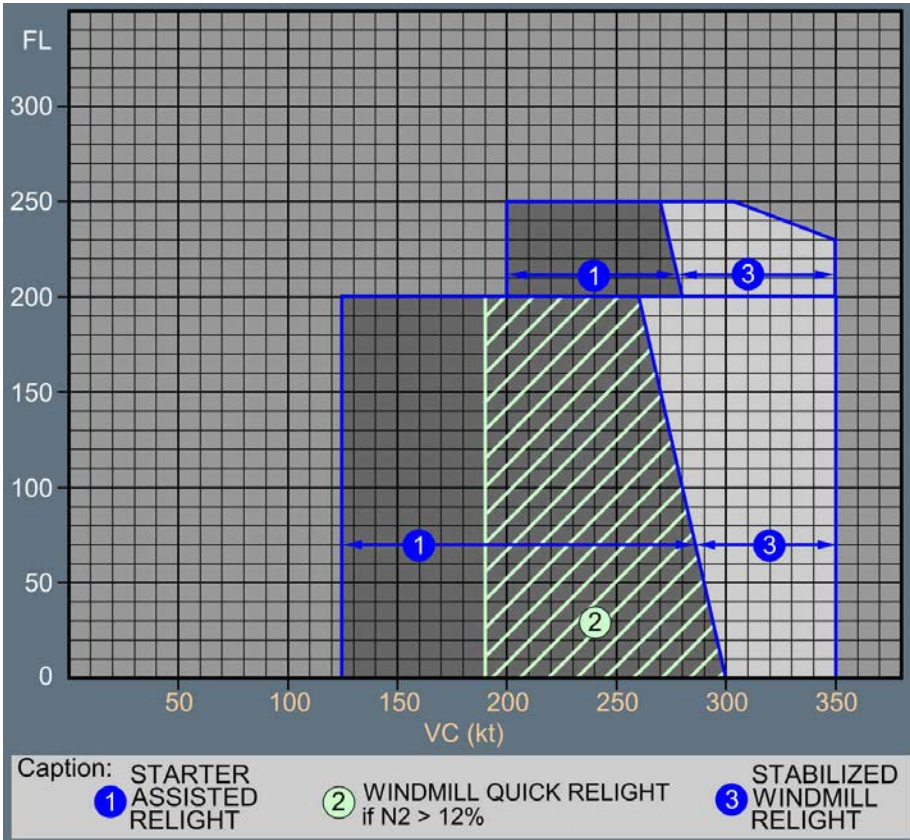 FL
300
250
200
150
100
50
0
1
3
1
3
2
50 100 150 200 250 300 350
VC (kt)
Caption:
1 STARTER
ASSISTED
RELIGHT
2 WINDMILL QUICK RELIGHT
if N2 > 12%
3 STABILIZED
WINDMILL
RELIGHT